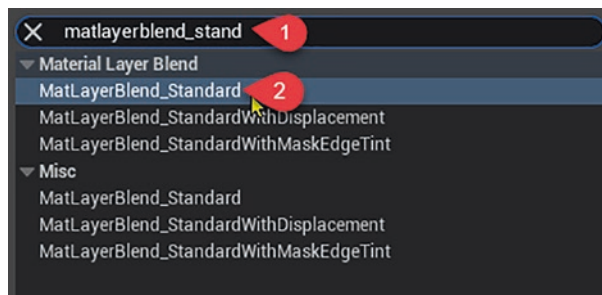 matlayerblend_stand
1
Material Layer Blend
MatLayerBlend_Standard
2
MatLayerBlend_StandardWithDisplacement
MatLayerBlend_StandardWithMaskEdgeTint
Misc
MatLayerBlend_Standard
MatLayerBlend_StandardWithDisplacement
MatLayerBlend_StandardWithMaskEdgeTint